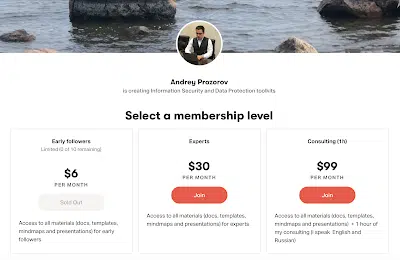 Andrey Prozorov
is creating Information Security and Data Protection toolkits.
Select a membership level
Early followers
Limited (0 of 10 remaining)
$6
PER MONTH
Sold Out
Access to all materials (docs, templates,
mindmaps and presentations) for early
followers
Experts
$30
PER MONTH
Join
Access to all materials (docs, templates,
mindmaps and presentations) for experts
Consulting (1h)
$99
PER MONTH
Join
Access to all materials (docs, templates,
mindmaps and presentations) + 1 hour of
my consulting (I speak English and
Russian)